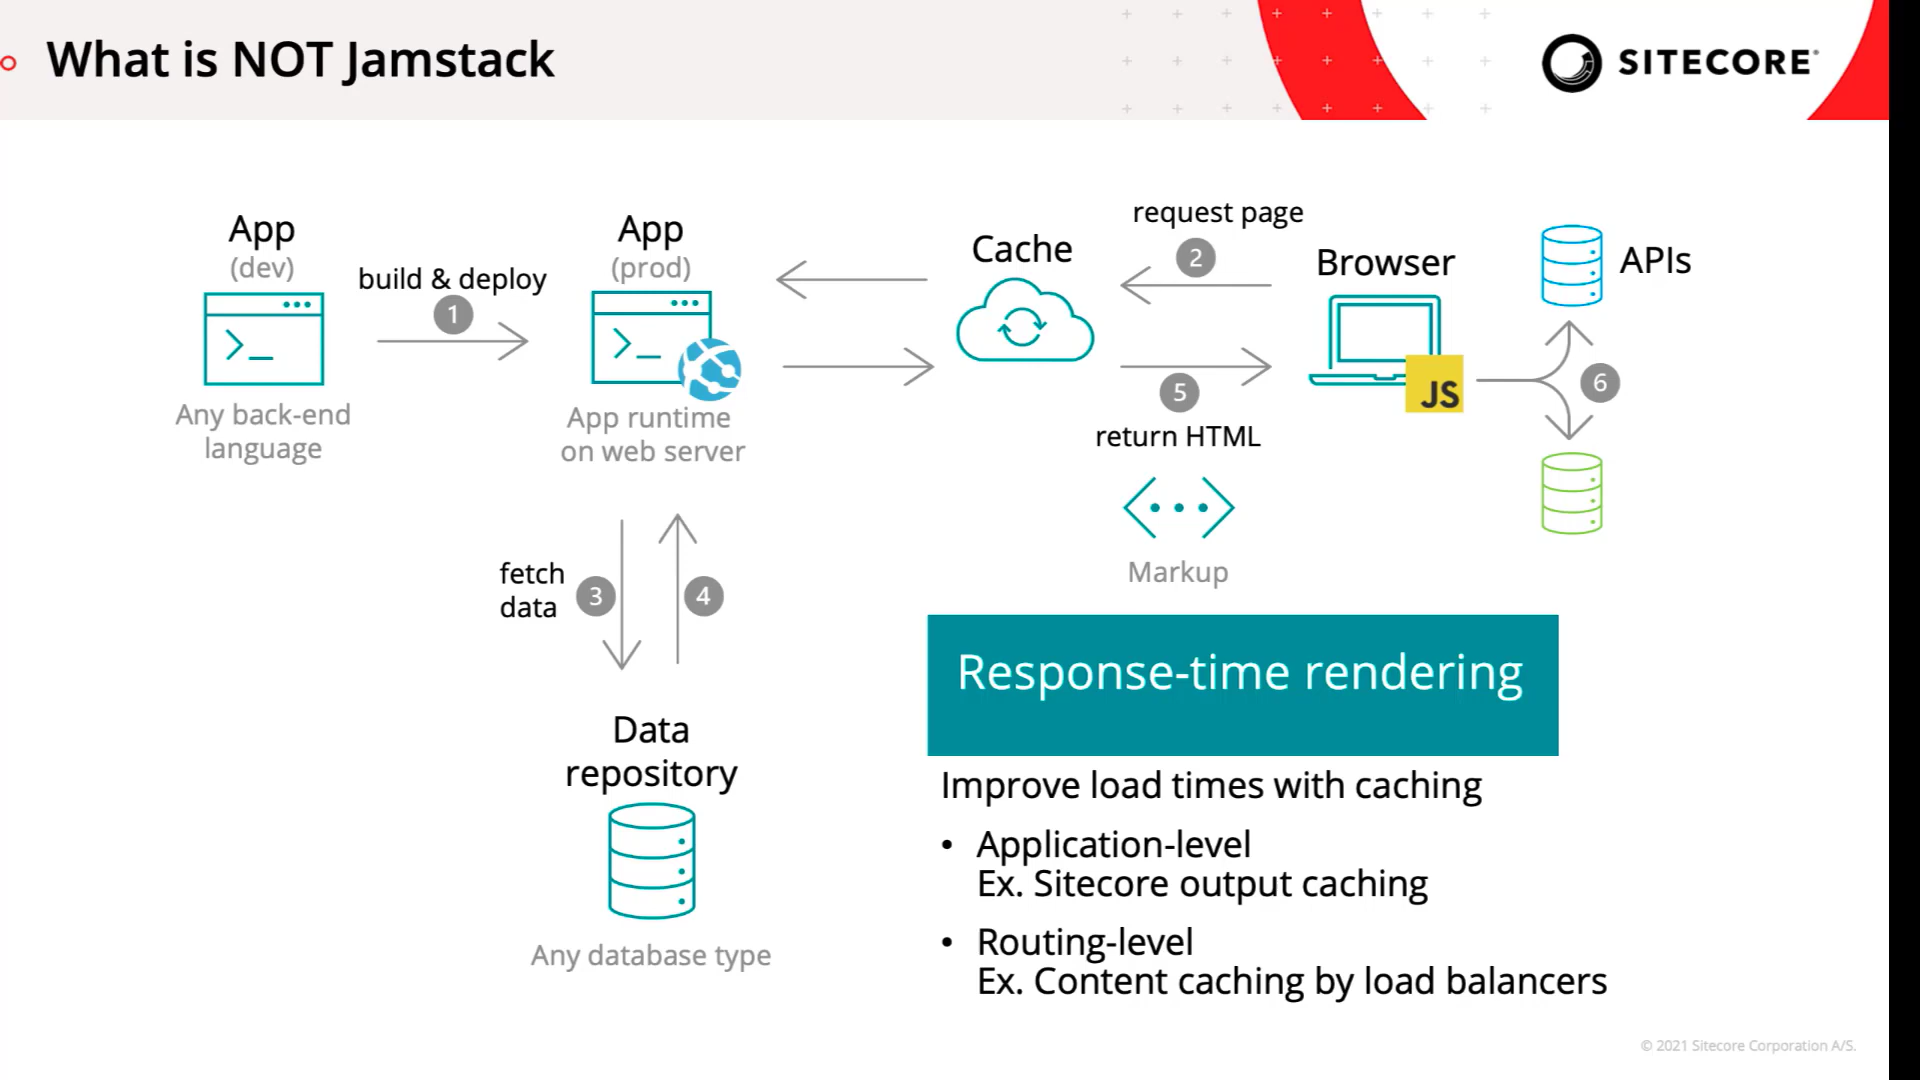 What is NOT Jamstack
SITECORE
App
(dev)
Any back-end
language
build & deploy
1
App
(prod)
App runtime
on web server
Cache
request page
2
5
return HTML
Markup
Browser
JS
APIs
6
fetch
data
3
4
Data
repository
Any database type
Response-time rendering
Improve load times with caching
• Application-level
Ex. Sitecore output caching
• Routing-level
Ex. Content caching by load balancers
© 2021 Sitecore Corporation A/S.